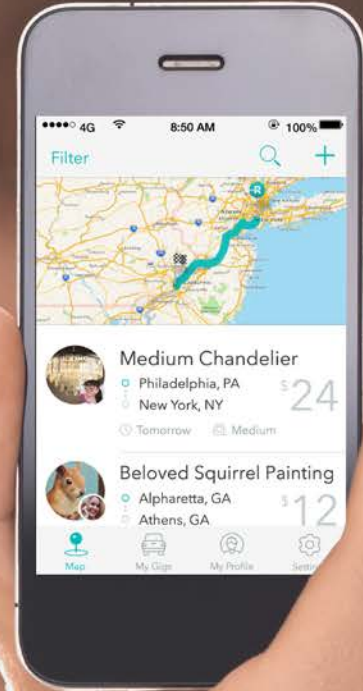 4G 8:50 AM 100%
Filter
R
Medium Chandelier
Philadelphia, PA
New York, NY
$24
Tomorrow Medium
Beloved Squirrel Painting
Alpharetta, GA
Athens, GA
$12
Map My Gigs My Profile Settin